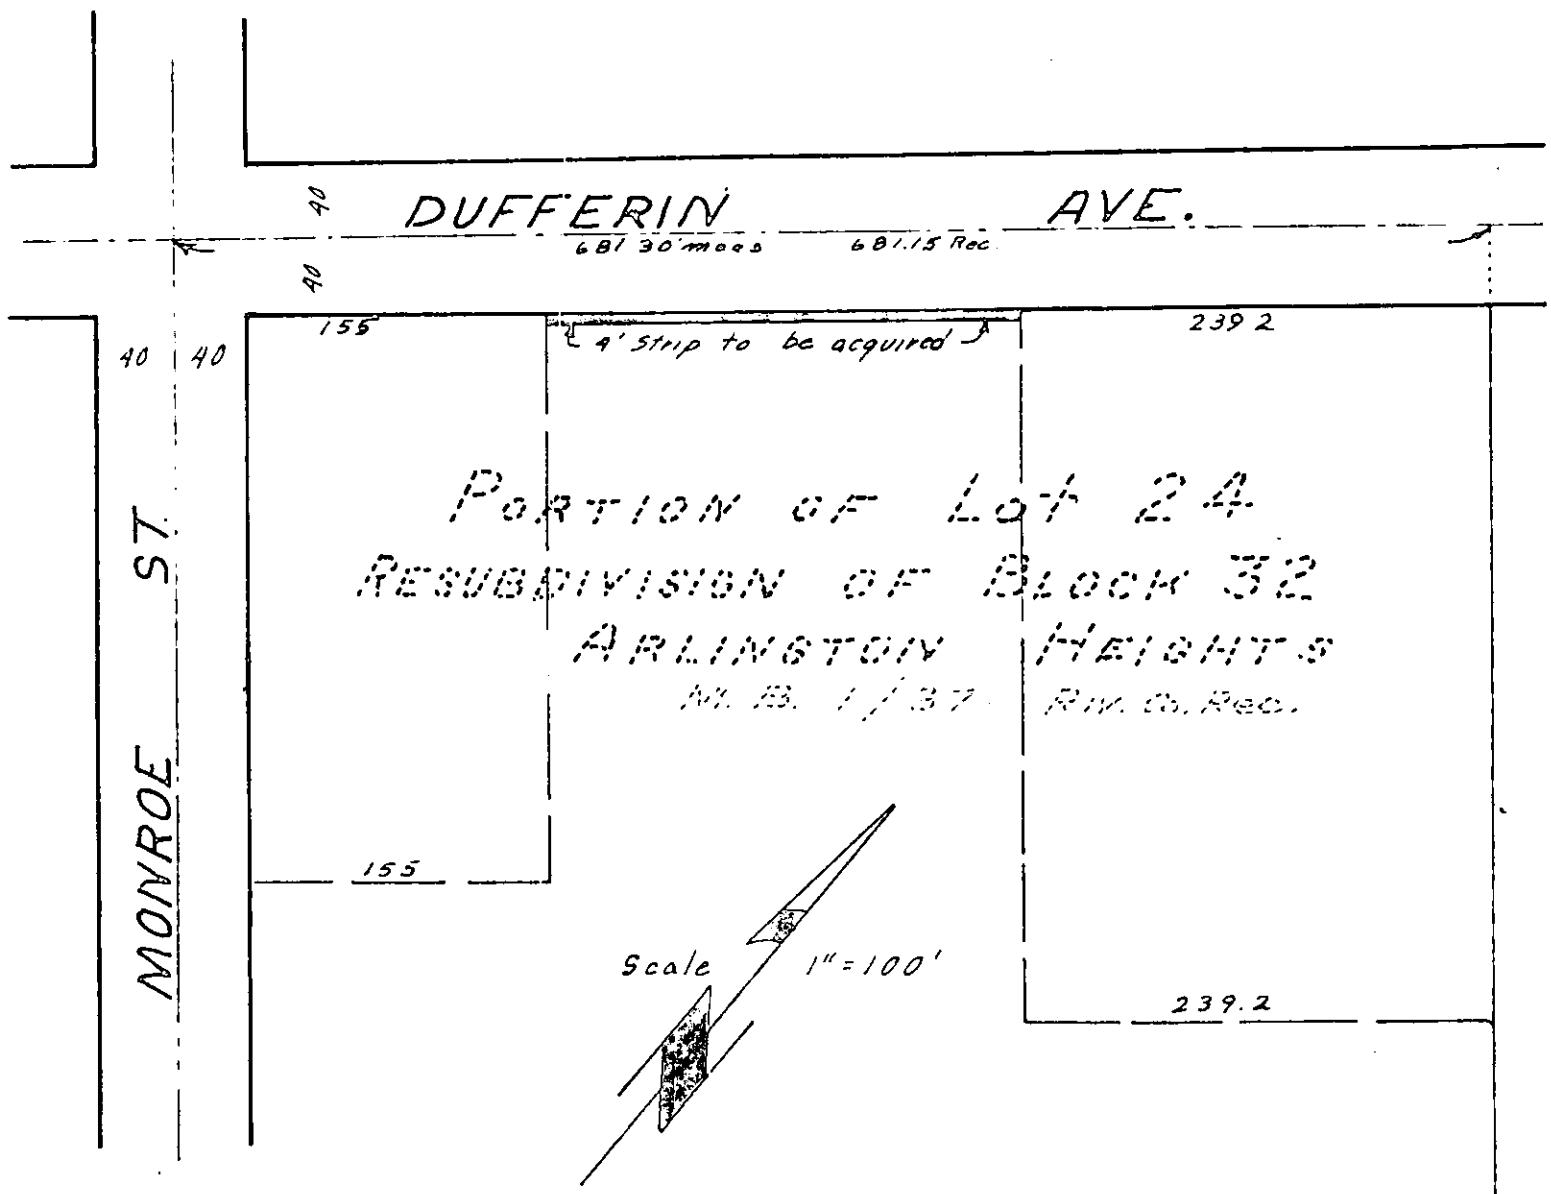 40
DUFFERIN AVE.
681 30' meas 681.15 Rec.
40
155
4' Strip to be acquired
239 2
40 40
PORTION OF Lot 24
RESUBDIVISION OF BLOCK 32
ARLINGTON HEIGHTS
M. B. 1/37 Riv. Co. Rec.
MONROE ST.
155
Scale 1"=100'
239.2